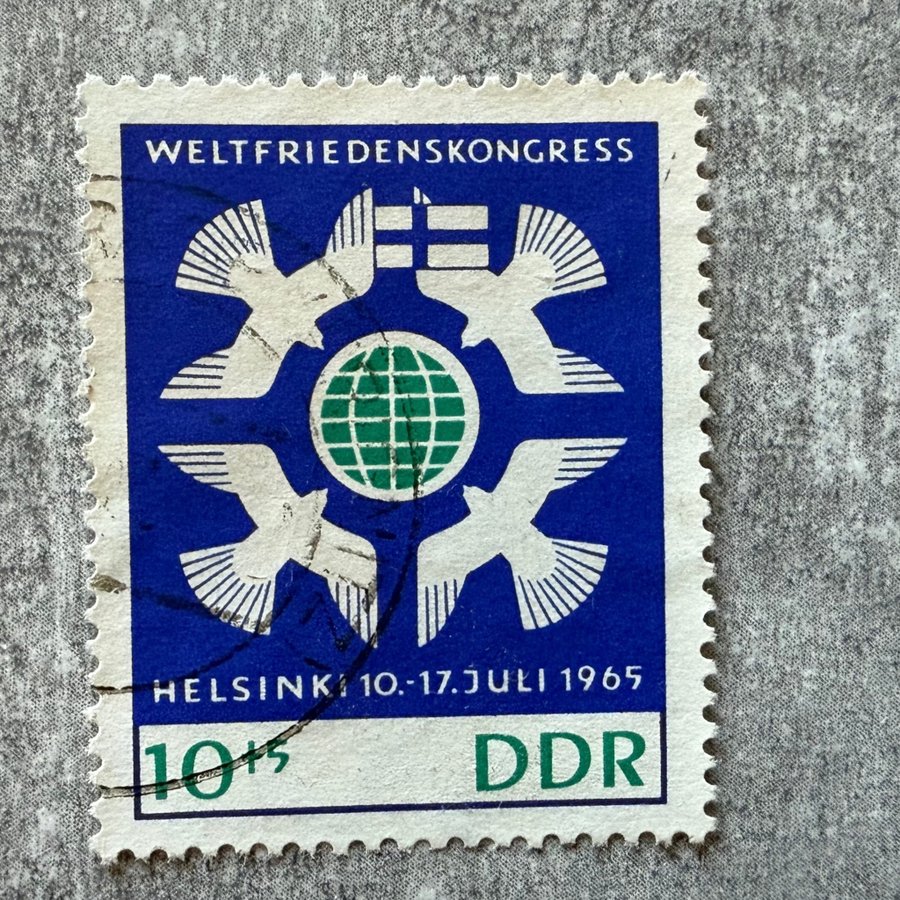 WELTFRIEDENSKONGRESS
HELSINKI 10.-17. JULI 1965
10+5 DDR